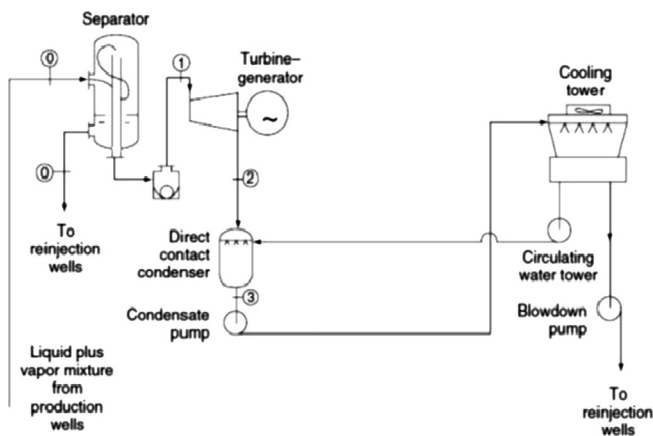 Separator
0
1
Turbine–
generator
~
Cooling
tower
Q
2
To
reinjection
wells
Direct
contact
condenser
Circulating
water tower
3
Condensate
pump
Blowdown
pump
Liquid plus
vapor mixture
from
production
wells
To
reinjection
wells